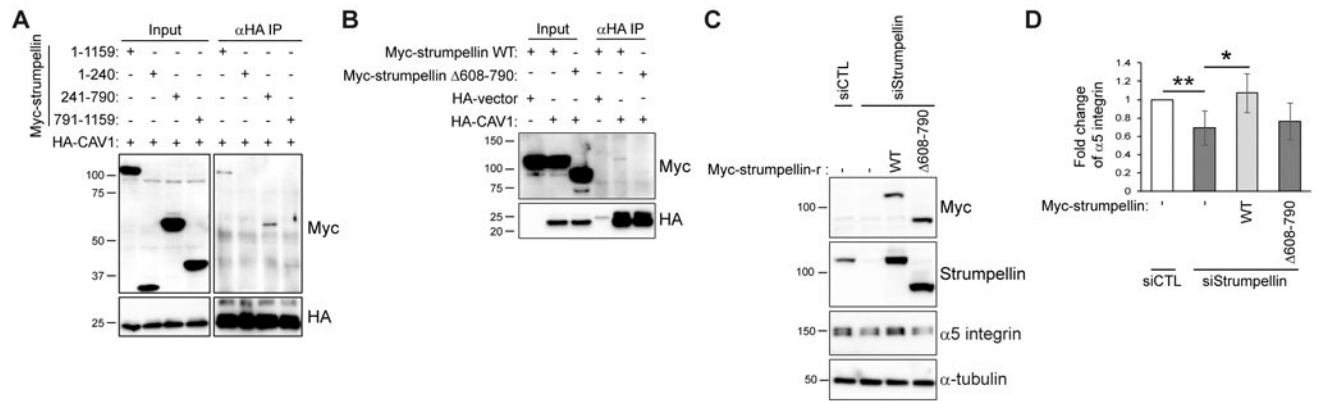 A
Input
αHA IP
Myc-strumpellin
1-1159: + - - - + - - -
1-240: - + - - - + - -
241-790: - - + - - - + -
791-1159: - - - + - - - +
HA-CAV1: + + + + + + + +
100
75
50
37
25
Myc
HA
B
Input
αHA IP
Myc-strumpellin WT: + + - + + -
Myc-strumpellin Δ608-790: - - + - - +
HA-vector: + - - + - -
HA-CAV1: - + + - + +
150
100
75
25
20
Myc
HA
C
siCTL
siStrumpellin
Myc-strumpellin-r : - - WT Δ608-790
100
100
150
50
Myc
Strumpellin
α5 integrin
α-tubulin
D
Fold change
of α5 integrin
1.4
1.2
1
0.8
0.6
0.4
0.2
0
**
*
Myc-strumpellin: - - WT Δ608-790
siCTL
siStrumpellin